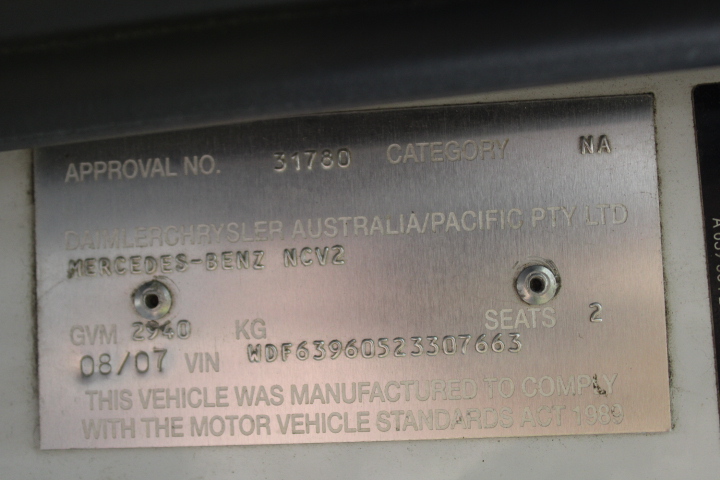 APPROVAL NO. 31780 CATEGORY NA
DAIMLERCHRYSLER AUSTRALIA/PACIFIC PTY LTD
MERCEDES-BENZ NCV2
GVM 2940 KG SEATS 2
08/07 VIN WDF63960523307663
THIS VEHICLE WAS MANUFACTURED TO COMPLY
WITH THE MOTOR VEHICLE STANDARDS ACT 1989